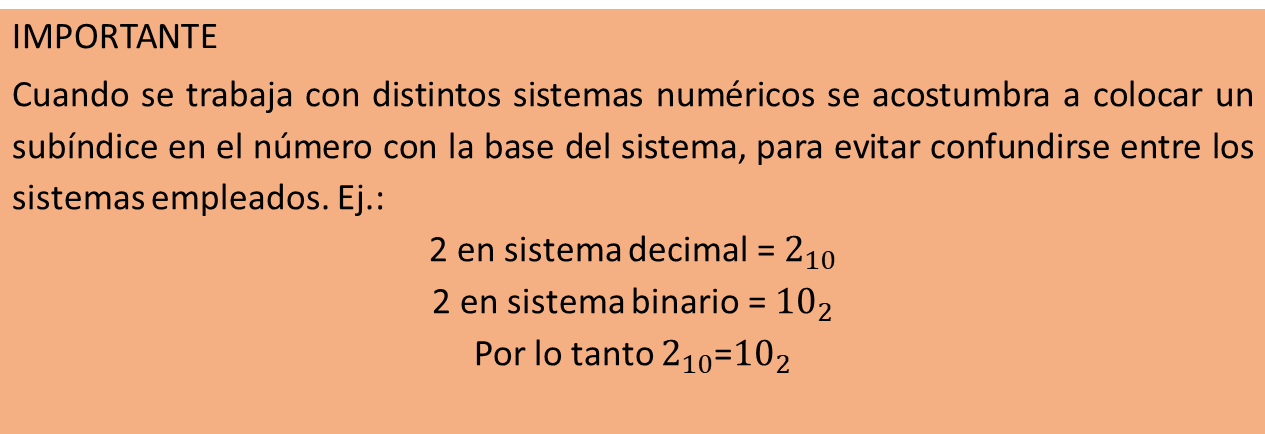 IMPORTANTE
Cuando se trabaja con distintos sistemas numéricos se acostumbra a colocar un
subíndice en el número con la base del sistema, para evitar confundirse entre los
sistemas empleados. Ej.:
2 en sistema decimal = 2₁₀
2 en sistema binario = 10₂
Por lo tanto 2₁₀=10₂